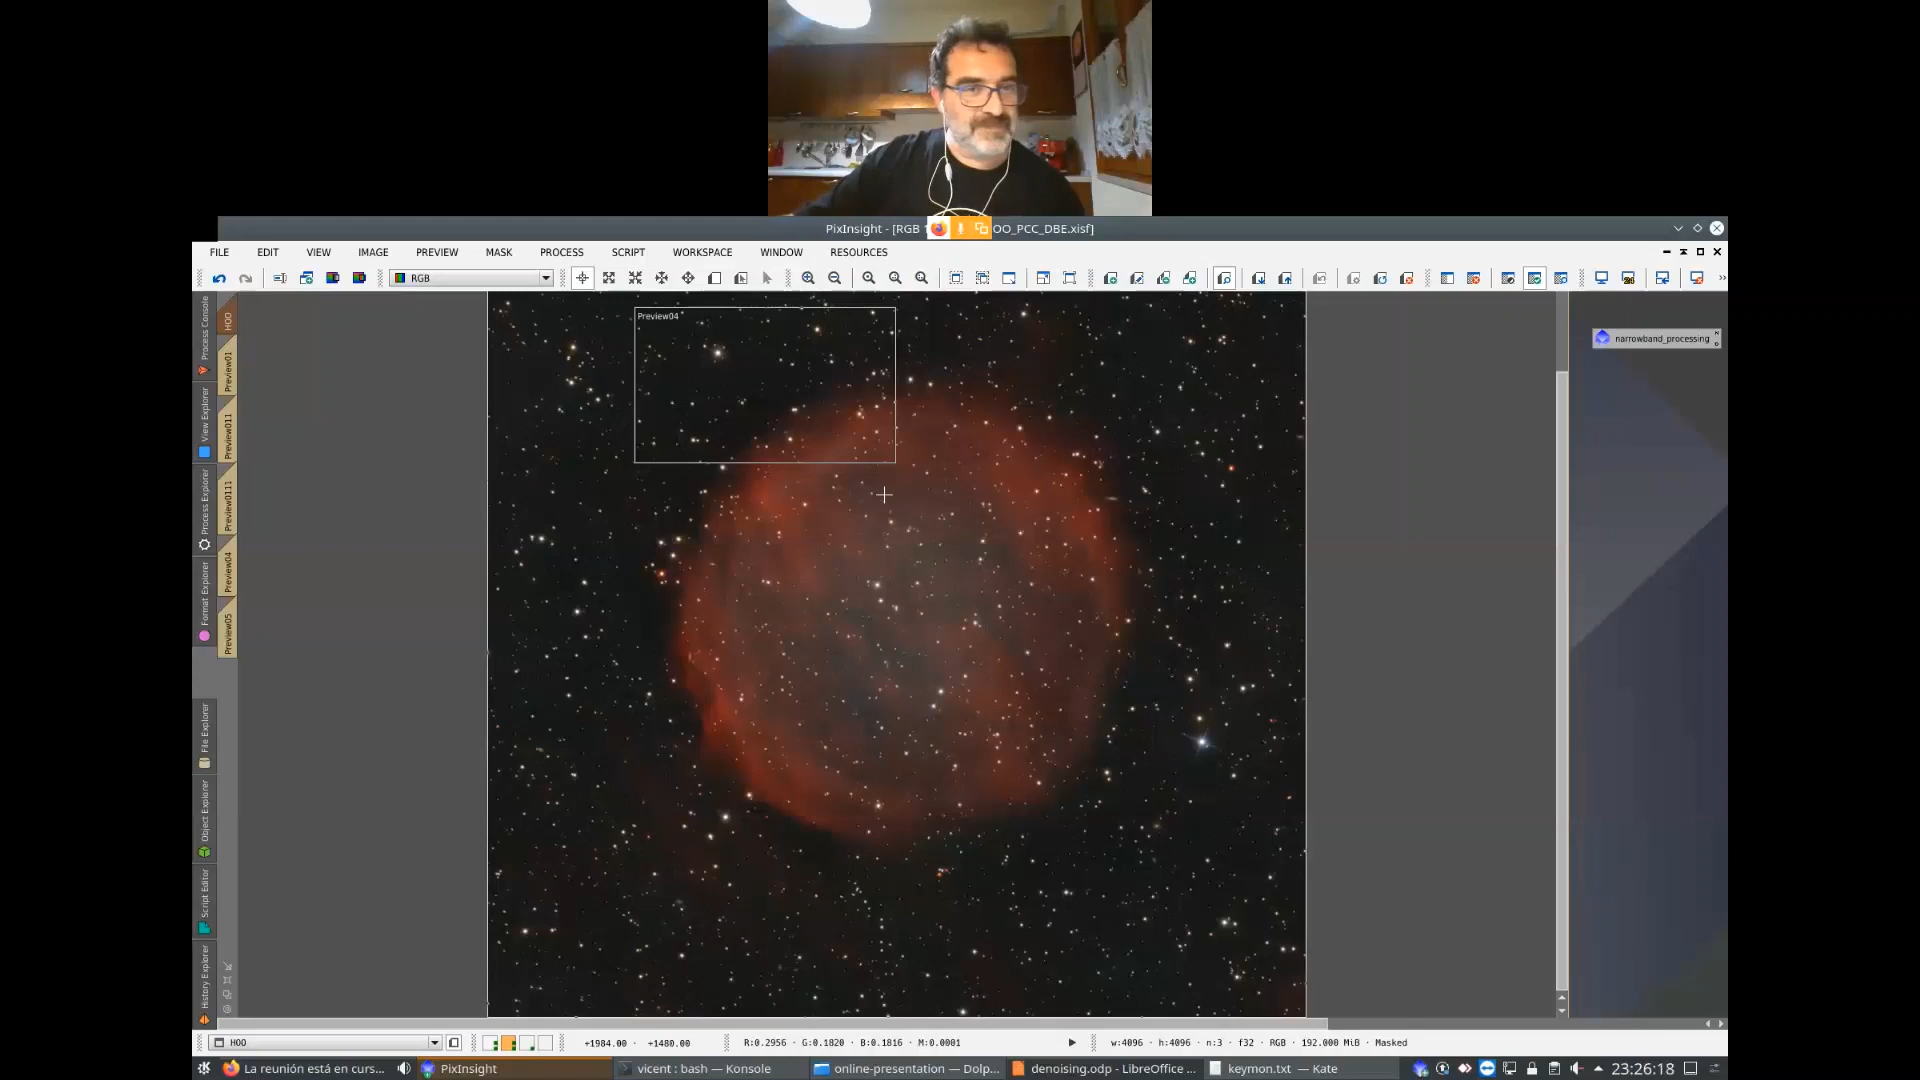 PixInsight - [RGB
OO_PCC_DBE.xisf]
FILE EDIT VIEW IMAGE PREVIEW MASK PROCESS SCRIPT WORKSPACE WINDOW RESOURCES
RGB
Process Console
View Explorer
Process Explorer
Format Explorer
File Explorer
Object Explorer
Script Editor
History Explorer
HOO
Preview01
Preview011
Preview0111
Preview04
Preview05
Preview04
narrowband_processing
HOO
+1984.00 · +1480.00
R:0.2956 · G:0.1820 · B:0.1816 · M:0.0001
w:4096 · h:4096 · n:3 · f32 · RGB · 192.000 MiB · Masked
La reunión está en curs...
PixInsight
vicent : bash — Konsole
online-presentation — Dolp...
denoising.odp - LibreOffice ...
keymon.txt — Kate
23:26:18